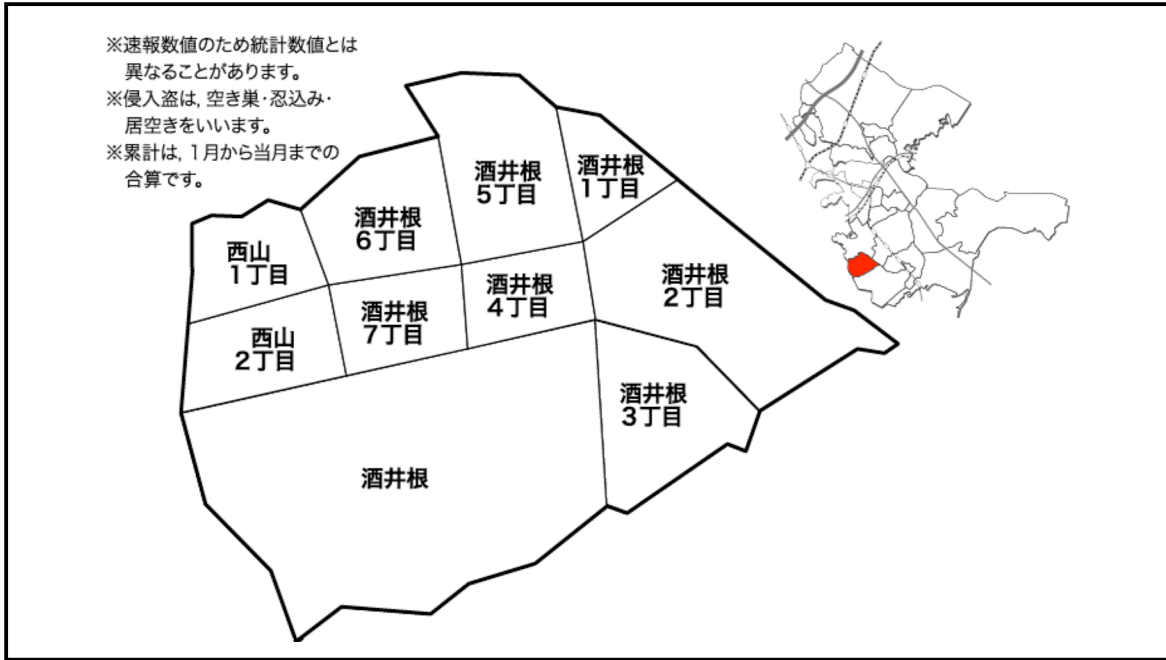 ※速報数値のため統計数値とは
異なることがあります。
※侵入盗は, 空き巣・忍込み・
居空きをいいます。
※累計は, 1月から当月までの
合算です。
酒井根
5丁目
酒井根
1丁目
酒井根
6丁目
西山
1丁目
酒井根
4丁目
酒井根
2丁目
酒井根
7丁目
西山
2丁目
酒井根
3丁目
酒井根